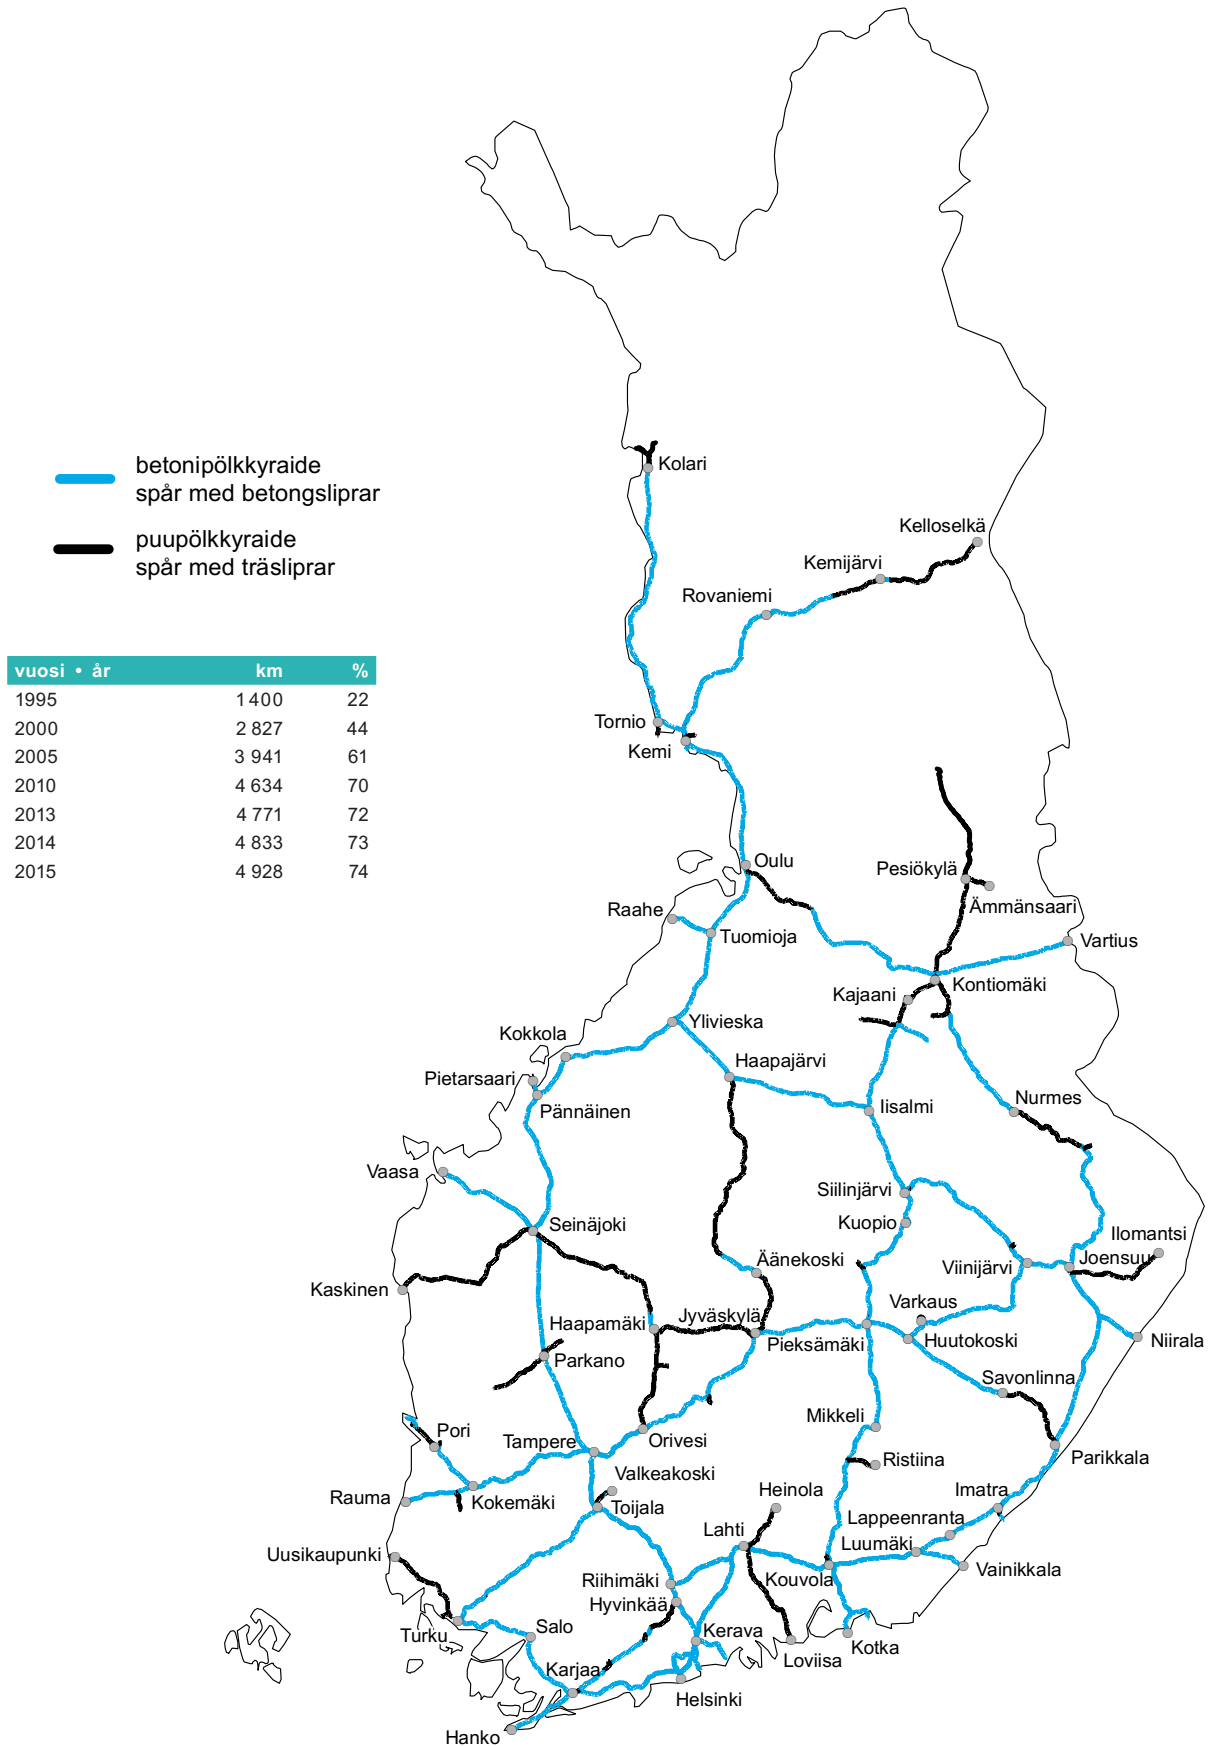 betonipölkkyraide
spår med betongsliprar
puupölkkyraide
spår med träsliprar
vuosi • år km %
1995 1 400 22
2000 2 827 44
2005 3 941 61
2010 4 634 70
2013 4 771 72
2014 4 833 73
2015 4 928 74
Kolari
Kelloselkä
Kemijärvi
Rovaniemi
Tornio
Kemi
Oulu
Pesiökylä
Ämmänsaari
Raahe
Tuomioja
Vartius
Kontiomäki
Kajaani
Ylivieska
Kokkola
Haapajärvi
Pietarsaari
Pännäinen
Iisalmi
Nurmes
Vaasa
Siilinjärvi
Kuopio
Seinäjoki
Ilomantsi
Joensuu
Viinijärvi
Äänekoski
Kaskinen
Varkaus
Jyväskylä
Haapamäki
Pieksämäki
Huutokoski
Niirala
Parkano
Savonlinna
Mikkeli
Pori
Tampere
Orivesi
Parikkala
Ristiina
Valkeakoski
Heinola
Imatra
Rauma
Kokemäki
Toijala
Lappeenranta
Lahti
Luumäki
Uusikaupunki
Vainikkala
Kouvola
Riihimäki
Hyvinkää
Turku
Salo
Kerava
Loviisa
Kotka
Karjaa
Helsinki
Hanko